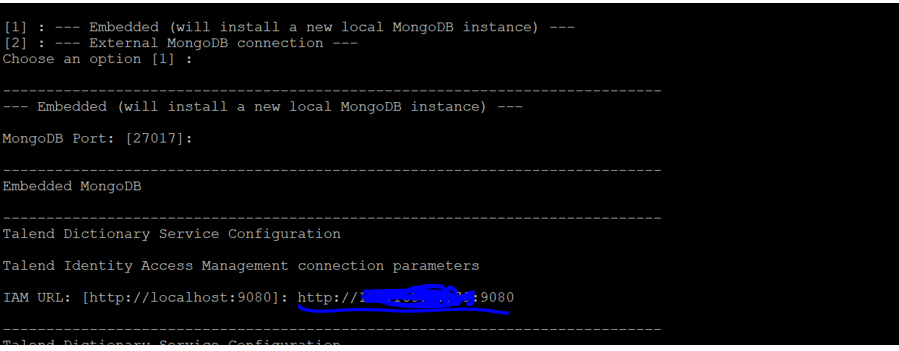 [1] : --- Embedded (will install a new local MongoDB instance) ---
[2] : --- External MongoDB connection ---
Choose an option [1] :
--------------------------------------------------------------------------------
--- Embedded (will install a new local MongoDB instance) ---
MongoDB Port: [27017]:
--------------------------------------------------------------------------------
Embedded MongoDB
--------------------------------------------------------------------------------
Talend Dictionary Service Configuration
Talend Identity Access Management connection parameters
IAM URL: [http://localhost:9080]: http:// :9080
--------------------------------------------------------------------------------
Talend Dictionary Service Configuration